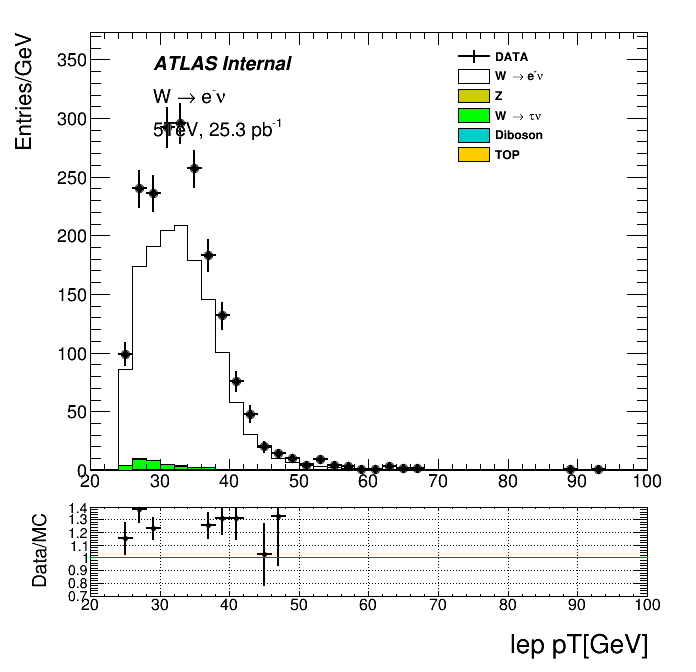 Entries/GeV
350
300
250
200
150
100
50
0
ATLAS Internal
W → e⁻ν
5TeV, 25.3 pb⁻¹
DATA
W → e⁻ν
Z
W → τν
Diboson
TOP
20 30 40 50 60 70 80 90 100
Data/MC
1.4
1.3
1.2
1.1
1
0.9
0.8
0.7
20 30 40 50 60 70 80 90 100
lep pT[GeV]